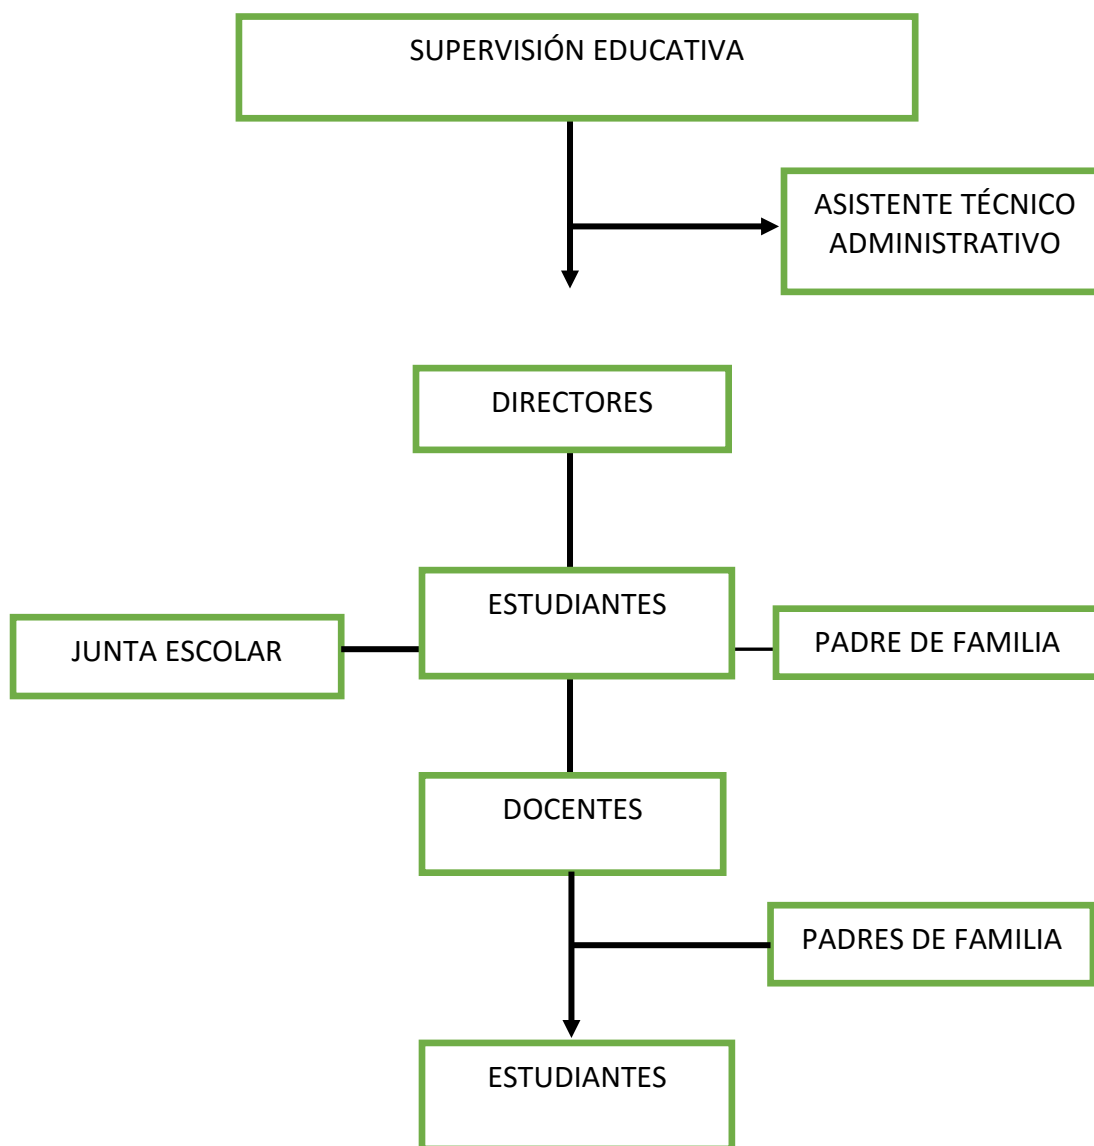 SUPERVISIÓN EDUCATIVA
ASISTENTE TÉCNICO
ADMINISTRATIVO
DIRECTORES
ESTUDIANTES
JUNTA ESCOLAR
PADRE DE FAMILIA
DOCENTES
PADRES DE FAMILIA
ESTUDIANTES